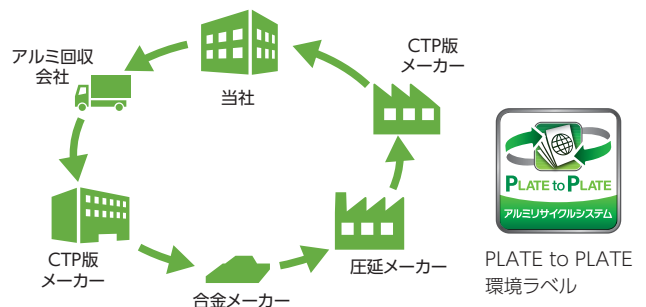 アルミ回収
会社
当社
CTP版
メーカー
CTP版
メーカー
合金メーカー
圧延メーカー
PLATE to PLATE
アルミリサイクルシステム
PLATE to PLATE
環境ラベル